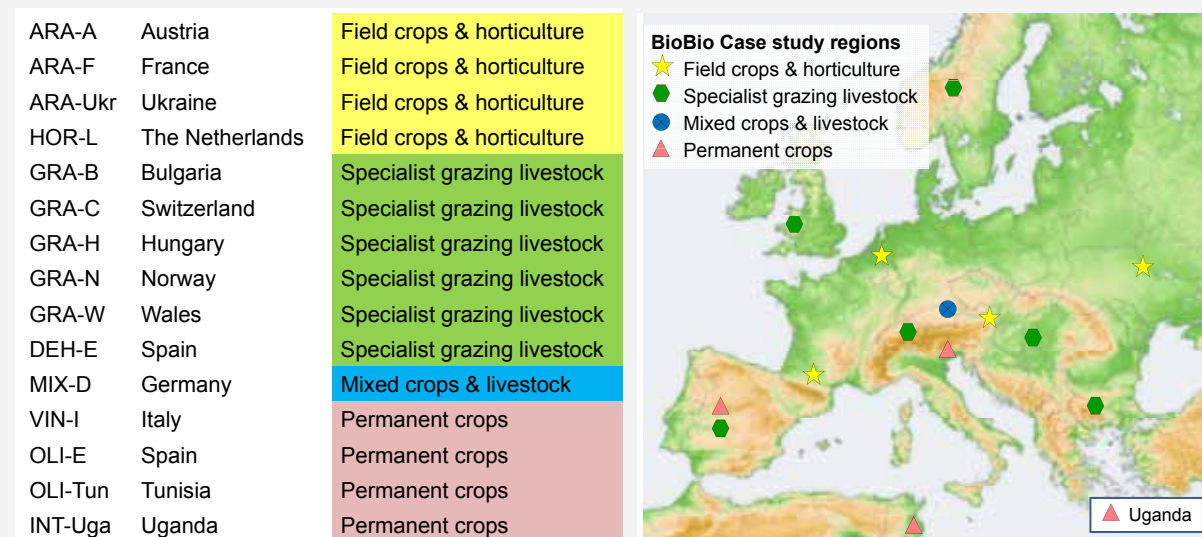 ARA-A Austria Field crops & horticulture
ARA-F France Field crops & horticulture
ARA-Ukr Ukraine Field crops & horticulture
HOR-L The Netherlands Field crops & horticulture
GRA-B Bulgaria Specialist grazing livestock
GRA-C Switzerland Specialist grazing livestock
GRA-H Hungary Specialist grazing livestock
GRA-N Norway Specialist grazing livestock
GRA-W Wales Specialist grazing livestock
DEH-E Spain Specialist grazing livestock
MIX-D Germany Mixed crops & livestock
VIN-I Italy Permanent crops
OLI-E Spain Permanent crops
OLI-Tun Tunisia Permanent crops
INT-Uga Uganda Permanent crops
BioBio Case study regions
Field crops & horticulture
Specialist grazing livestock
Mixed crops & livestock
Permanent crops
Uganda